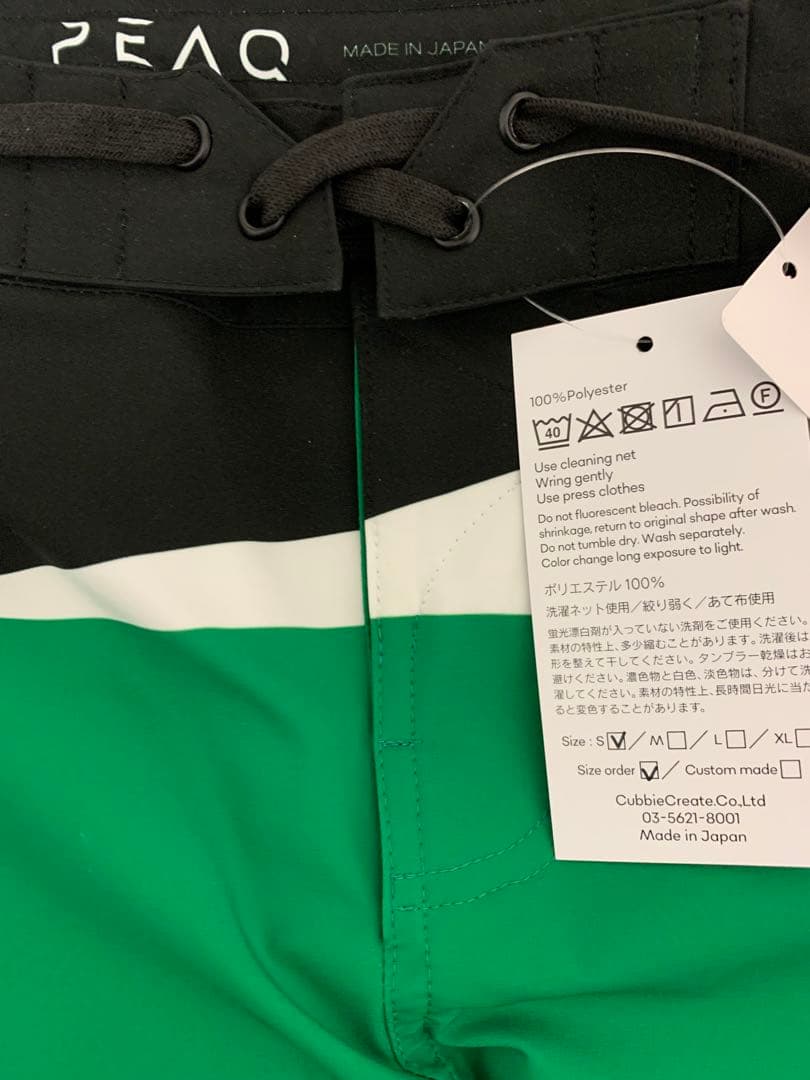 PEAQ
MADE IN JAPAN
100%Polyester
40
F
Use cleaning net
Wring gently
Use press clothes
Do not fluorescent bleach. Possibility of
shrinkage, return to original shape after wash.
Do not tumble dry. Wash separately.
Color change long exposure to light.
ポリエステル 100%
洗濯ネット使用／絞り弱く／あて布使用
蛍光漂白剤が入っていない洗剤をご使用ください。
素材の特性上、多少縮むことがあります。洗濯後は
形を整えて干してください。タンブラー乾燥はお
避けください。濃色物と白色、淡色物は、分けて洗
濯してください。素材の特性上、長時間日光に当た
ると変色することがあります。
Size : S☑／M☐／L☐／XL☐
Size order☑／Custom made☐
CubbieCreate.Co.,Ltd
03-5621-8001
Made in Japan